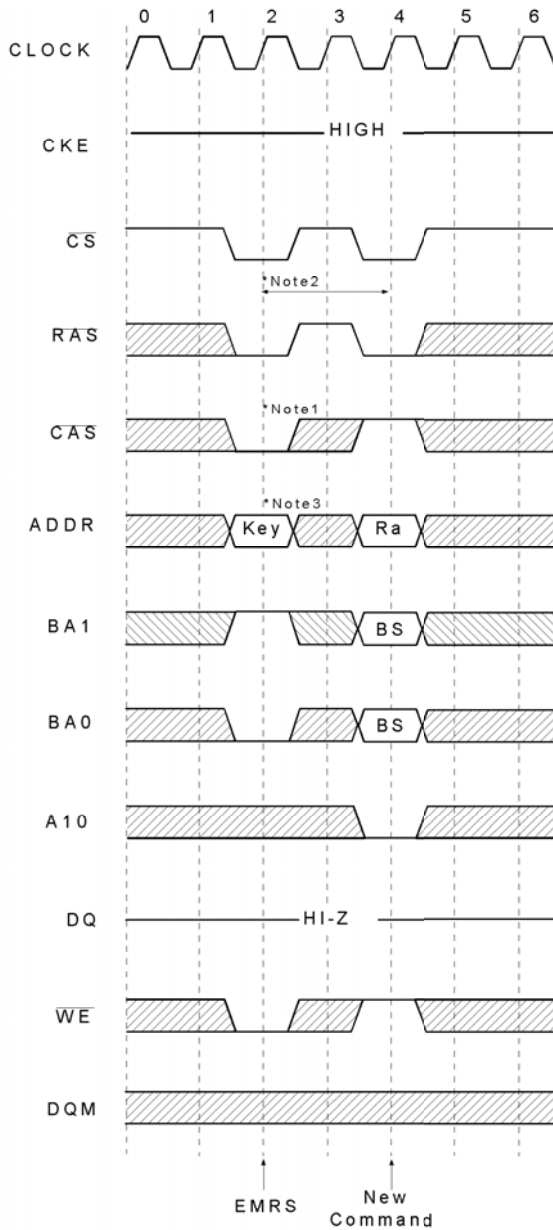 0 1 2 3 4 5 6
CLOCK
HIGH
CKE
CS
*Note2
RAS
*Note1
CAS
*Note3
ADDR Key Ra
BA1 BS
BA0 BS
A10
DQ HI-Z
WE
DQM
EMRS New
Command